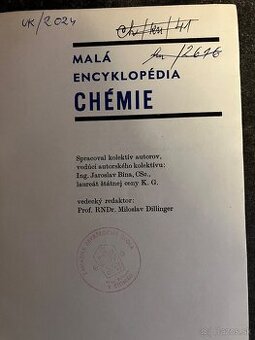 UK/2024
MALÁ
ENCYKLOPÉDIA
CHÉMIE
Spracoval kolektív autorov,
vedúci autorského kolektívu:
Ing. Jaroslav Bína, CSc.,
laureát štátnej ceny K. G.
vedecký redaktor:
Prof. RNDr. Miloslav Dillinger